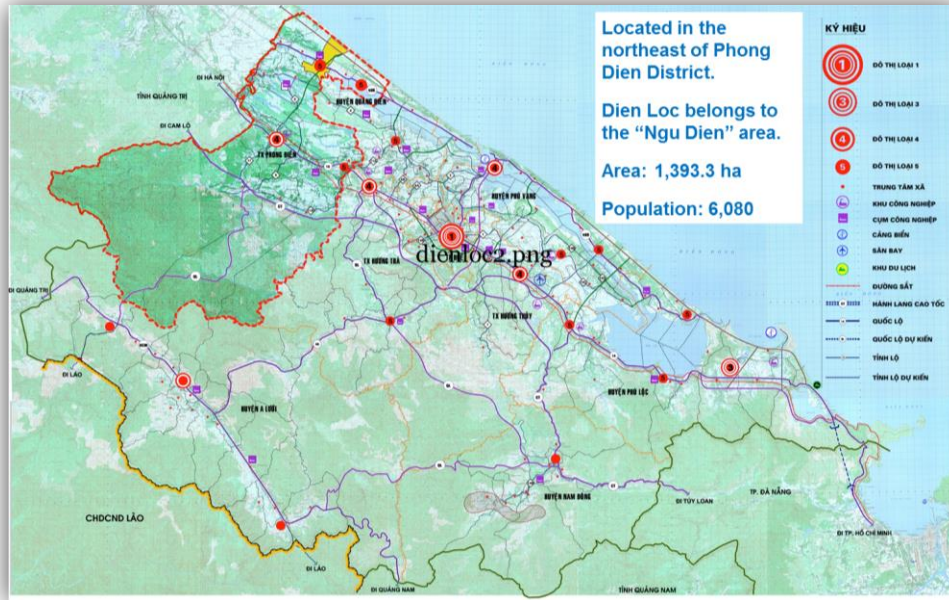 Located in the
northeast of Phong
Dien District.
Dien Loc belongs to
the “Ngu Dien” area.
Area: 1,393.3 ha
Population: 6,080
KÝ HIỆU
1 ĐÔ THỊ LOẠI 1
3 ĐÔ THỊ LOẠI 3
4 ĐÔ THỊ LOẠI 4
5 ĐÔ THỊ LOẠI 5
TRUNG TÂM XÃ
KHU CÔNG NGHIỆP
CỤM CÔNG NGHIỆP
CẢNG BIỂN
SÂN BAY
KHU DU LỊCH
ĐƯỜNG SẮT
HÀNH LANG CAO TỐC
QUỐC LỘ
QUỐC LỘ DỰ KIẾN
TỈNH LỘ
TỈNH LỘ DỰ KIẾN
ĐI HÀ NỘI
TỈNH QUẢNG TRỊ
ĐI CAM LỘ
HUYỆN QUẢNG ĐIỀN
TX PHONG ĐIỀN
HUYỆN PHÚ VANG
dienloc2.png
TX HƯƠNG TRÀ
TX HƯƠNG THỦY
ĐI QUẢNG TRỊ
ĐI LÀO
HUYỆN A LƯỚI
HUYỆN PHÚ LỘC
HUYỆN NAM ĐÔNG
ĐI TÚY LOAN
TP. ĐÀ NẴNG
CHDCND LÀO
ĐI TP. HỒ CHÍ MINH
ĐI LÀO
ĐI QUẢNG NAM
TỈNH QUẢNG NAM